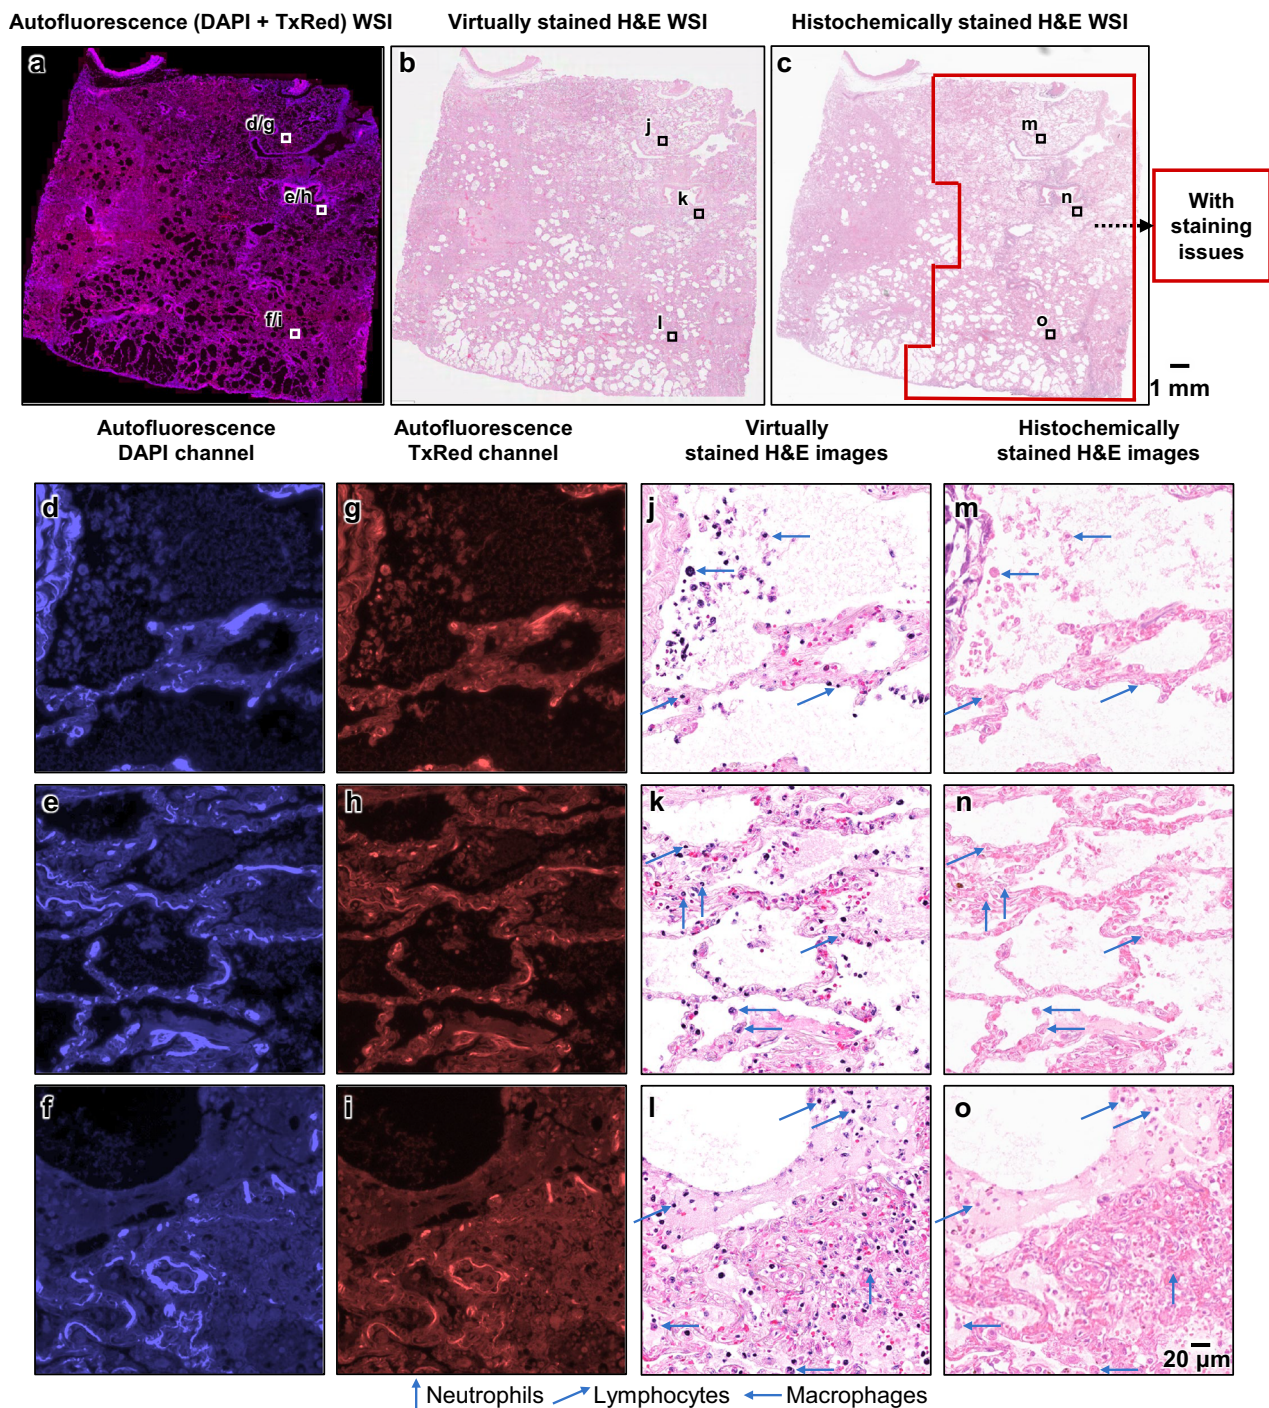 Autofluorescence (DAPI + TxRed) WSI
Virtually stained H&E WSI
Histochemically stained H&E WSI
a
d/g
e/h
f/i
b
j
k
l
c
m
n
o
With
staining
issues
1 mm
Autofluorescence
DAPI channel
Autofluorescence
TxRed channel
Virtually
stained H&E images
Histochemically
stained H&E images
d
g
j
m
e
h
k
n
f
i
l
o
20 µm
Neutrophils
Lymphocytes
Macrophages